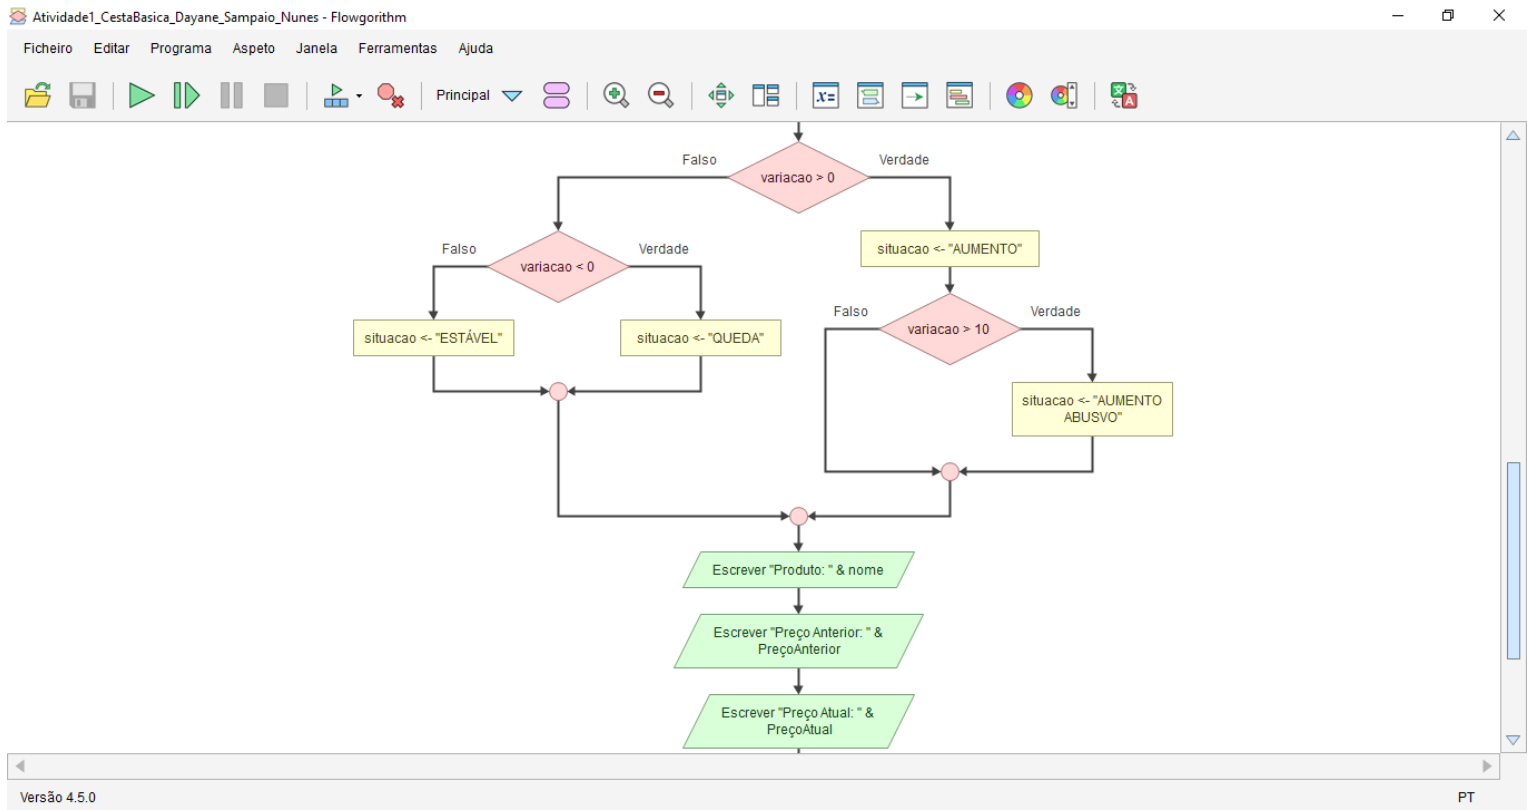 Atividade1_CestaBasica_Dayane_Sampaio_Nunes - Flowgorithm
Ficheiro Editar Programa Aspeto Janela Ferramentas Ajuda
Principal
x=
文
A
Falso
Verdade
variacao > 0
Falso
Verdade
variacao < 0
situacao <- "AUMENTO"
Falso
Verdade
variacao > 10
situacao <- "ESTÁVEL"
situacao <- "QUEDA"
situacao <- "AUMENTO
ABUSVO"
Escrever "Produto: " & nome
Escrever "Preço Anterior: " &
PreçoAnterior
Escrever "Preço Atual: " &
PreçoAtual
Versão 4.5.0
PT